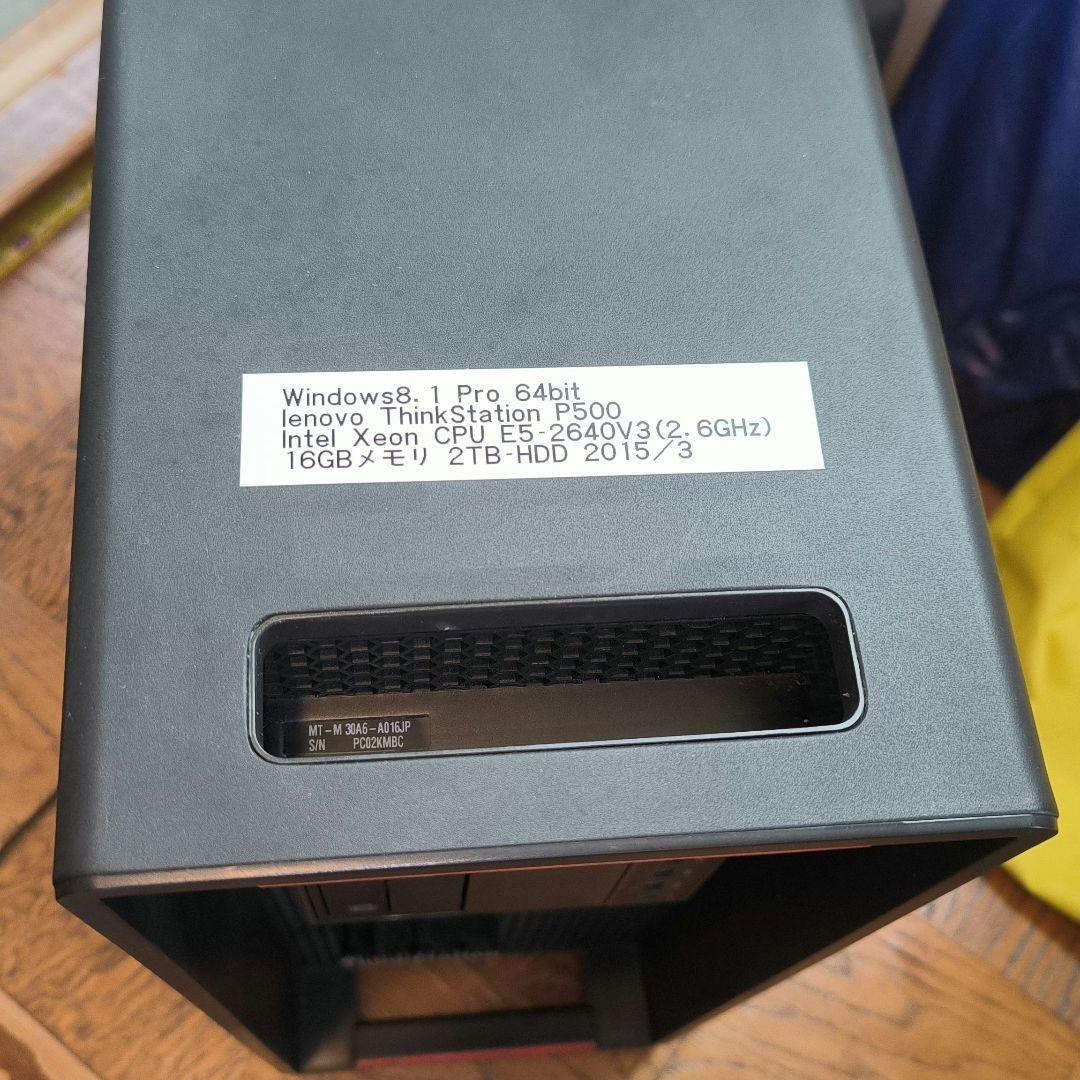 Windows8.1 Pro 64bit
lenovo ThinkStation P500
Intel Xeon CPU E5-2640V3(2.6GHz)
16GBメモリ 2TB-HDD 2015/3
MT-M 30A6-A016JP
S/N PC02KMBC
ThinkStation